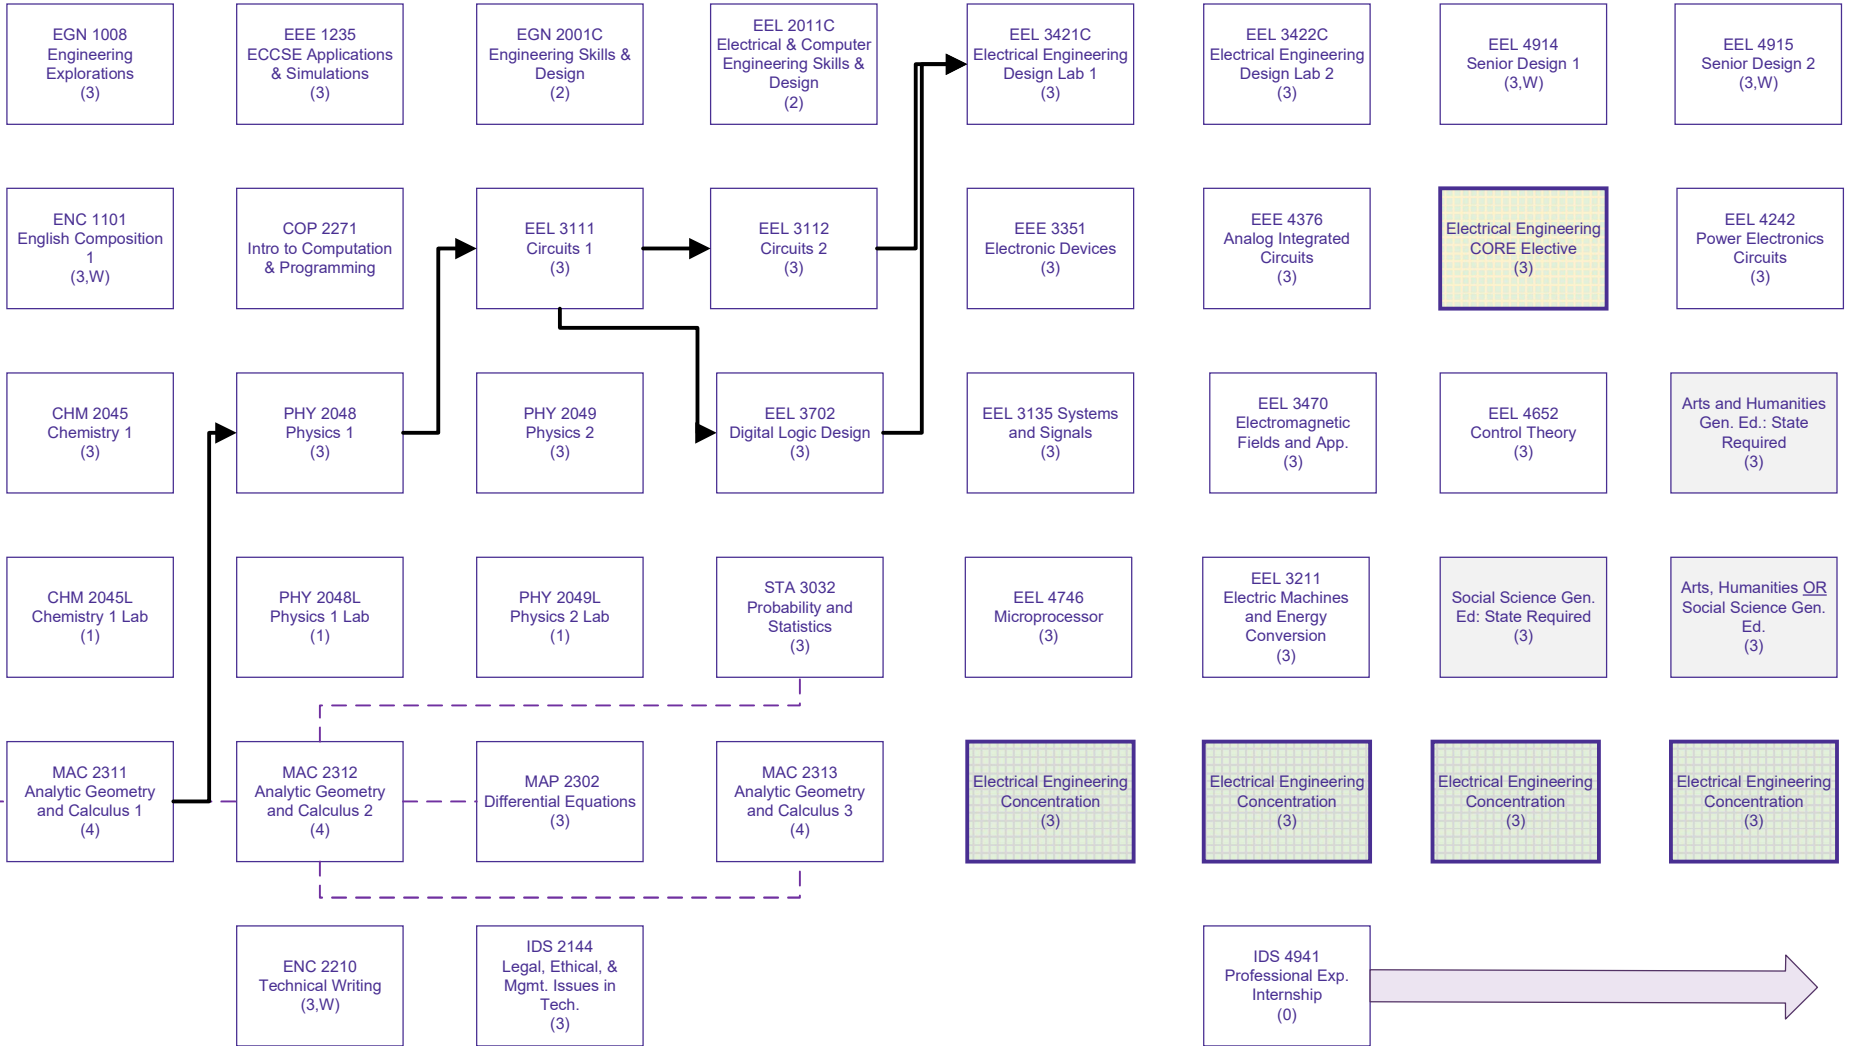 EGN 1008
Engineering
Explorations
(3)
EEE 1235
ECCSE Applications
& Simulations
(3)
EGN 2001C
Engineering Skills &
Design
(2)
EEL 2011C
Electrical & Computer
Engineering Skills &
Design
(2)
EEL 3421C
Electrical Engineering
Design Lab 1
(3)
EEL 3422C
Electrical Engineering
Design Lab 2
(3)
EEL 4914
Senior Design 1
(3,W)
EEL 4915
Senior Design 2
(3,W)
ENC 1101
English Composition
1
(3,W)
COP 2271
Intro to Computation
& Programming
EEL 3111
Circuits 1
(3)
EEL 3112
Circuits 2
(3)
EEE 3351
Electronic Devices
(3)
EEE 4376
Analog Integrated
Circuits
(3)
Electrical Engineering
CORE Elective
(3)
EEL 4242
Power Electronics
Circuits
(3)
CHM 2045
Chemistry 1
(3)
PHY 2048
Physics 1
(3)
PHY 2049
Physics 2
(3)
EEL 3702
Digital Logic Design
(3)
EEL 3135 Systems
and Signals
(3)
EEL 3470
Electromagnetic
Fields and App.
(3)
EEL 4652
Control Theory
(3)
Arts and Humanities
Gen. Ed.: State
Required
(3)
CHM 2045L
Chemistry 1 Lab
(1)
PHY 2048L
Physics 1 Lab
(1)
PHY 2049L
Physics 2 Lab
(1)
STA 3032
Probability and
Statistics
(3)
EEL 4746
Microprocessor
(3)
EEL 3211
Electric Machines
and Energy
Conversion
(3)
Social Science Gen.
Ed: State Required
(3)
Arts, Humanities OR
Social Science Gen.
Ed.
(3)
MAC 2311
Analytic Geometry
and Calculus 1
(4)
MAC 2312
Analytic Geometry
and Calculus 2
(4)
MAP 2302
Differential Equations
(3)
MAC 2313
Analytic Geometry
and Calculus 3
(4)
Electrical Engineering
Concentration
(3)
Electrical Engineering
Concentration
(3)
Electrical Engineering
Concentration
(3)
Electrical Engineering
Concentration
(3)
ENC 2210
Technical Writing
(3,W)
IDS 2144
Legal, Ethical, &
Mgmt. Issues in
Tech.
(3)
IDS 4941
Professional Exp.
Internship
(0)